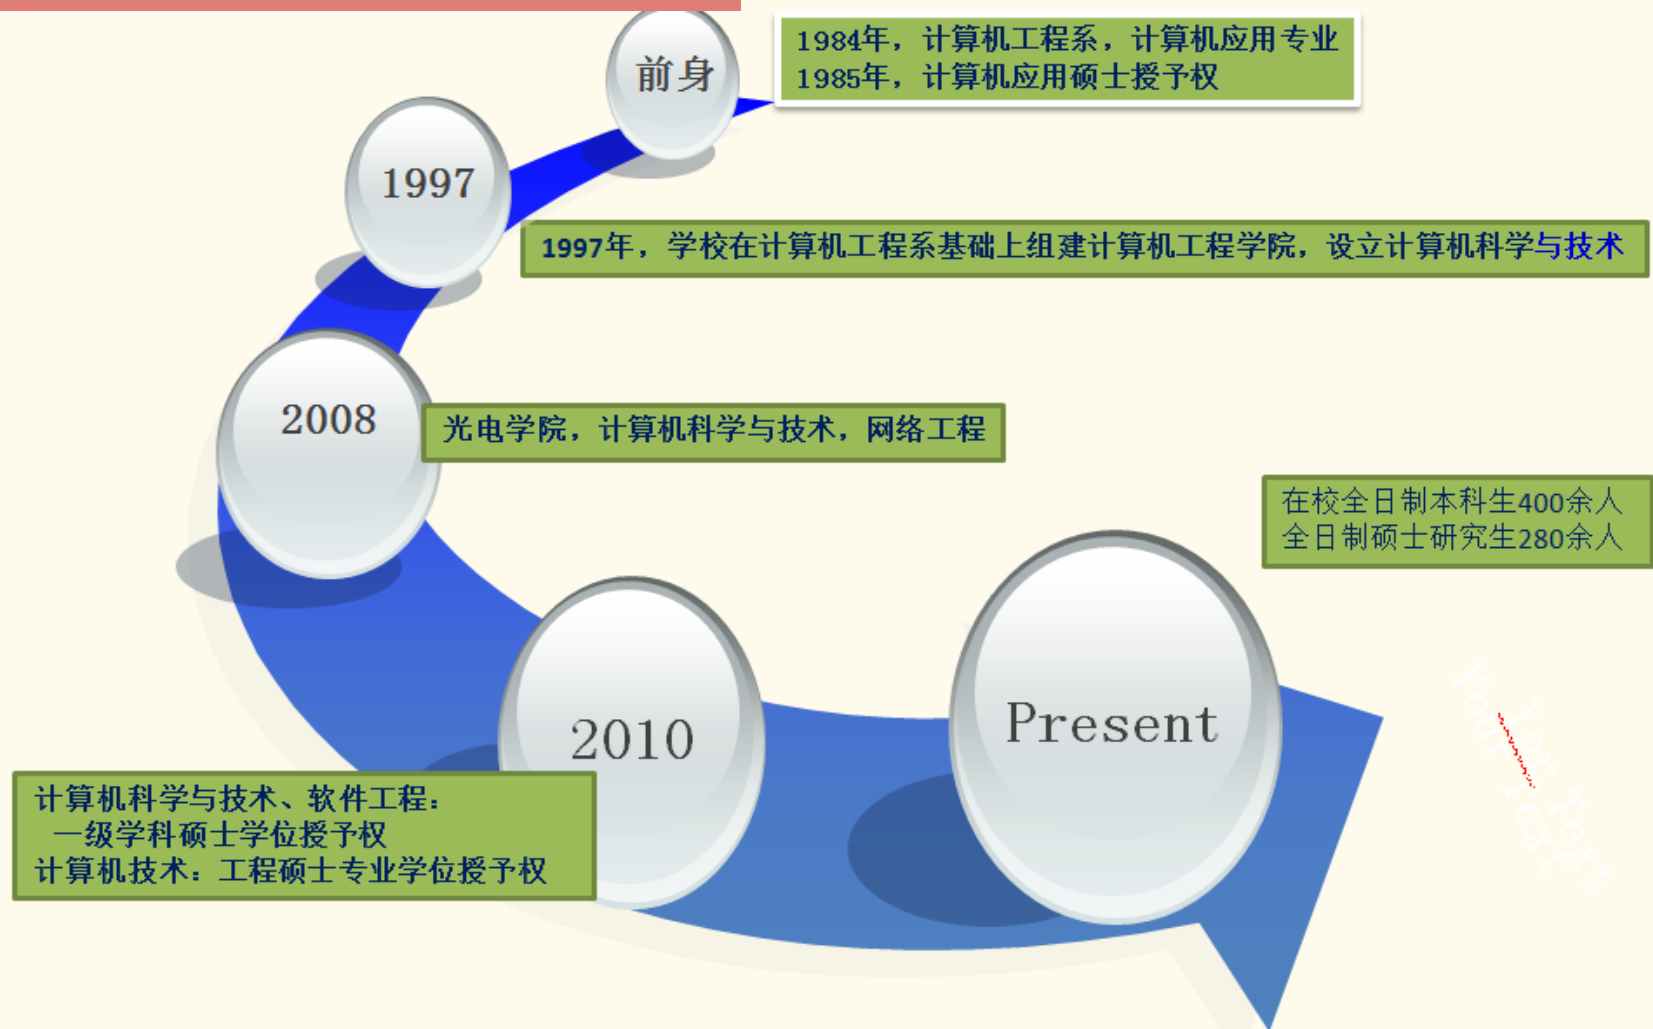 前身
1984年，计算机工程系，计算机应用专业
1985年，计算机应用硕士授予权
1997
1997年，学校在计算机工程系基础上组建计算机工程学院，设立计算机科学与技术
2008
光电学院，计算机科学与技术，网络工程
在校全日制本科生400余人
全日制硕士研究生280余人
2010
Present
计算机科学与技术、软件工程：
一级学科硕士学位授予权
计算机技术：工程硕士专业学位授予权
Your Text
Your Text